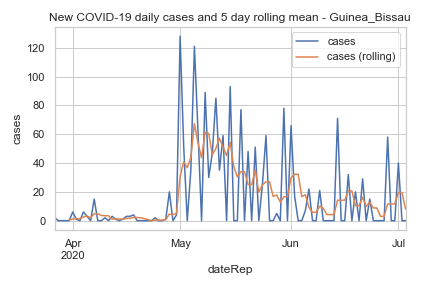 New COVID-19 daily cases and 5 day rolling mean - Guinea_Bissau
cases
cases (rolling)
120
100
80
60
40
20
0
cases
Apr
2020
May
Jun
Jul
dateRep